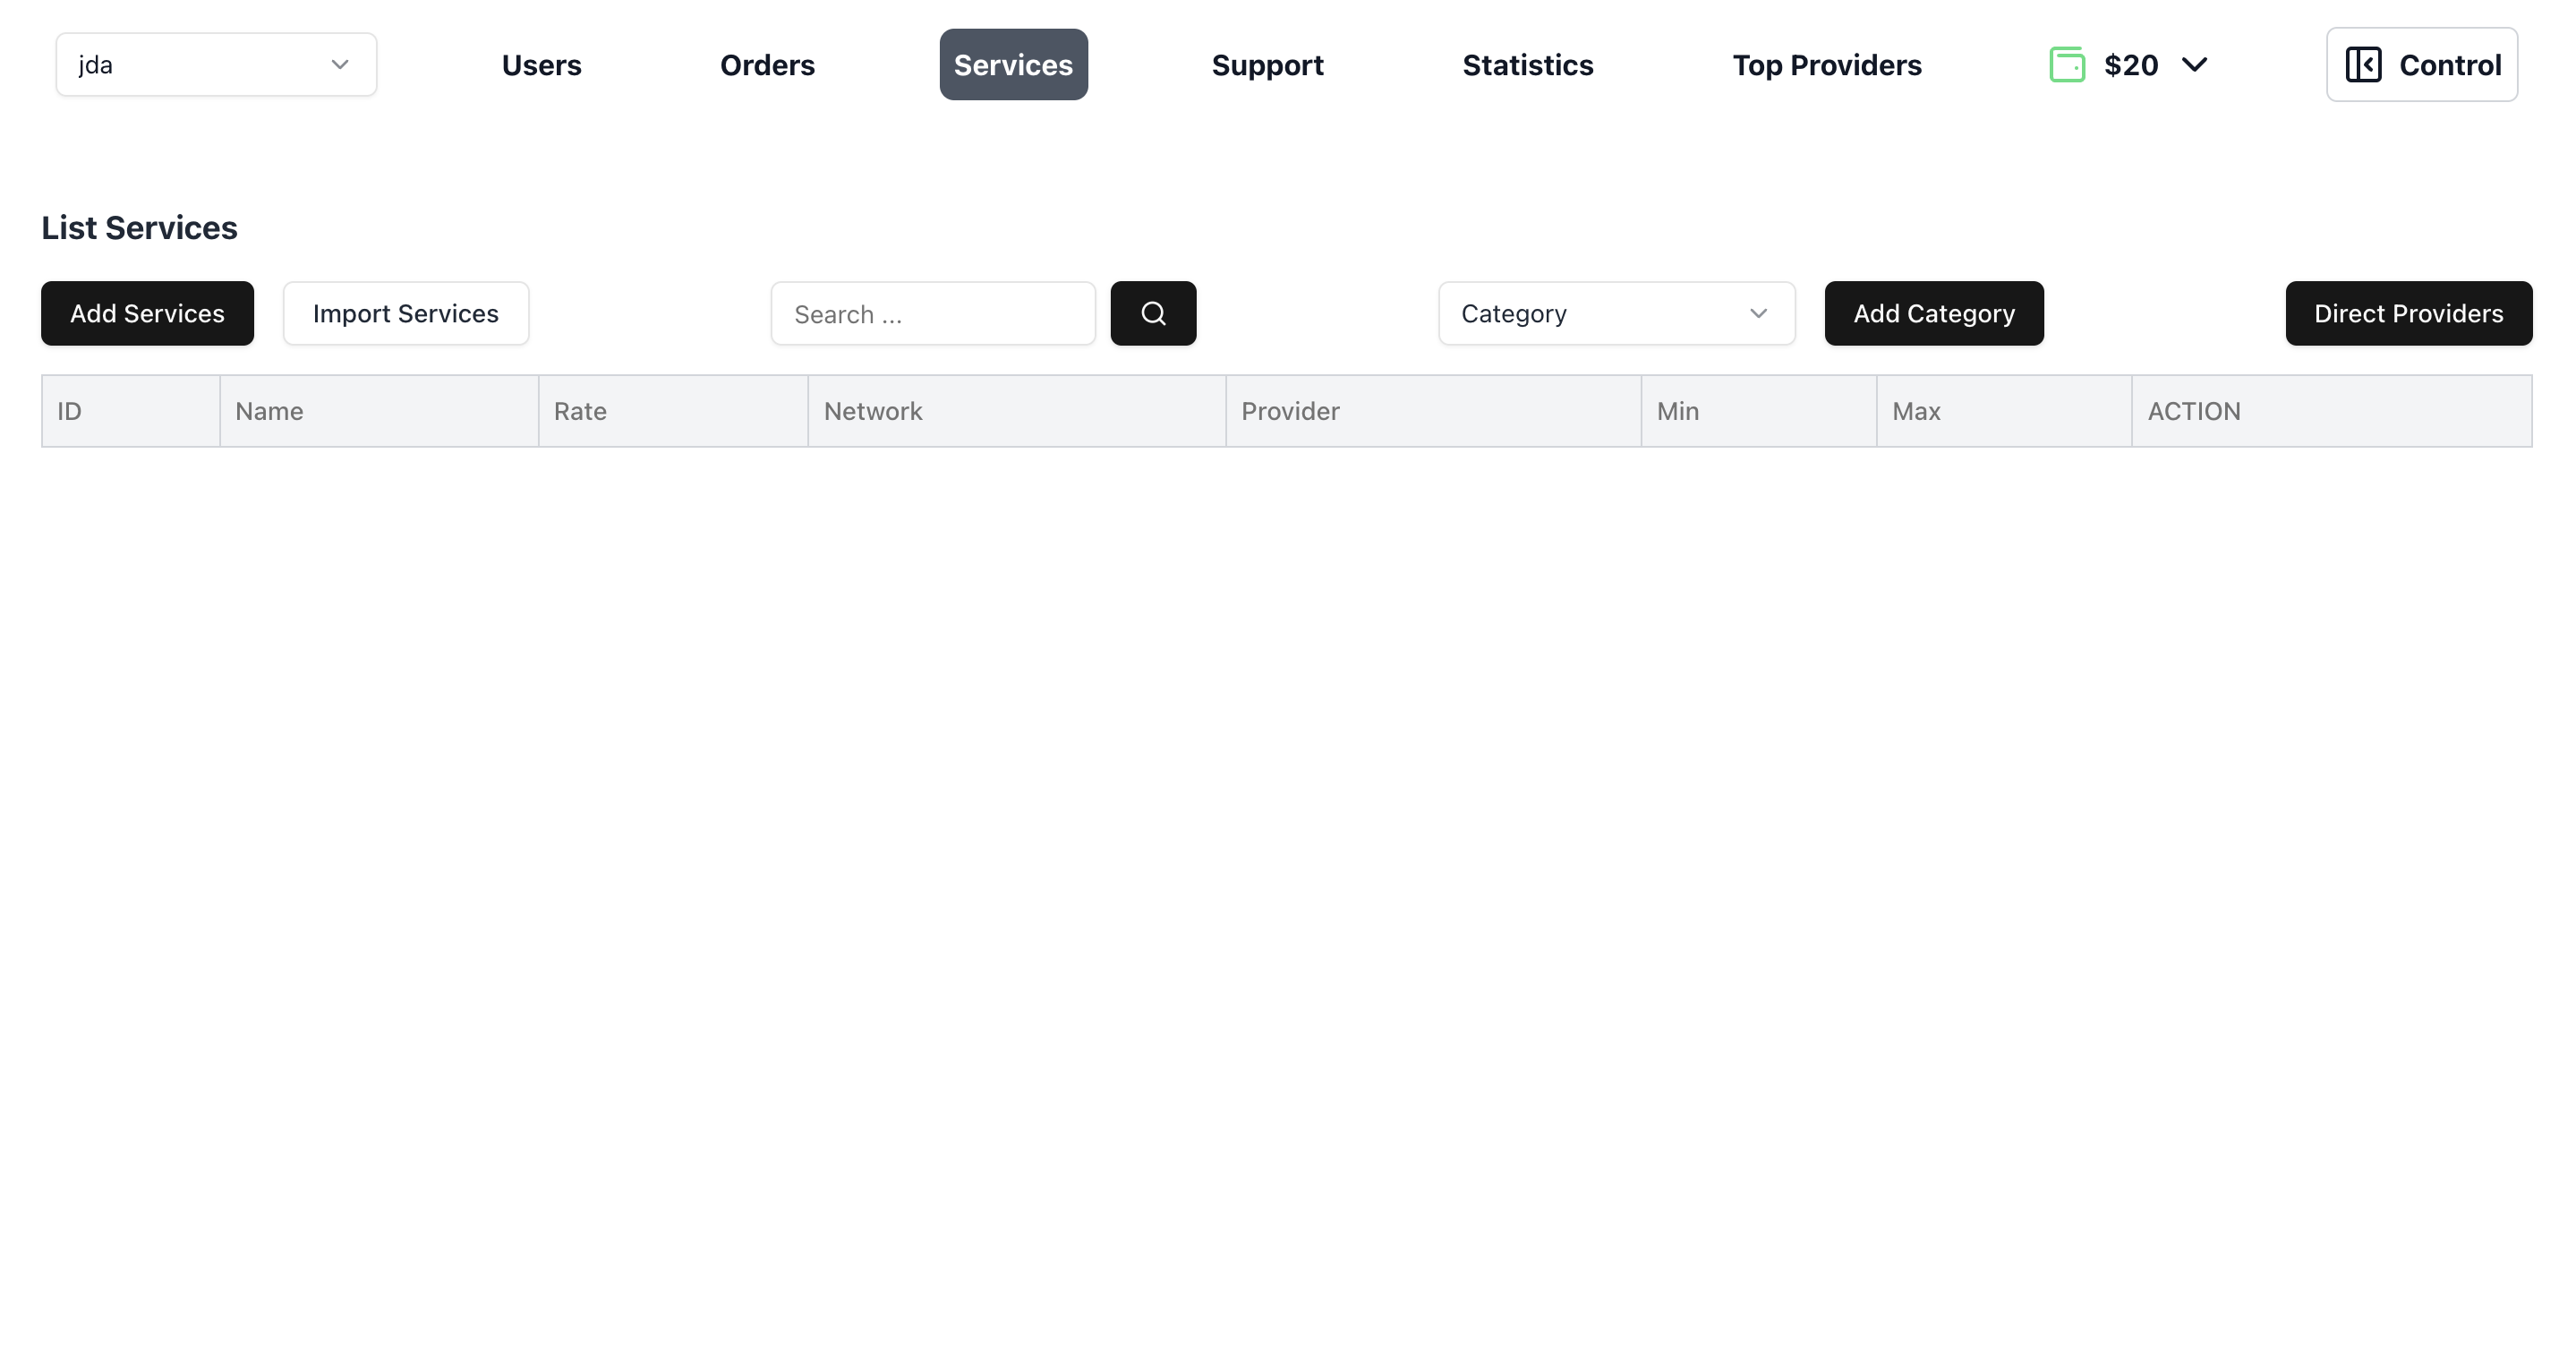 jda Users Orders Services Support Statistics Top Providers $20 Control
List Services
Add Services Import Services Search ... Category Add Category Direct Providers
ID Name Rate Network Provider Min Max ACTION